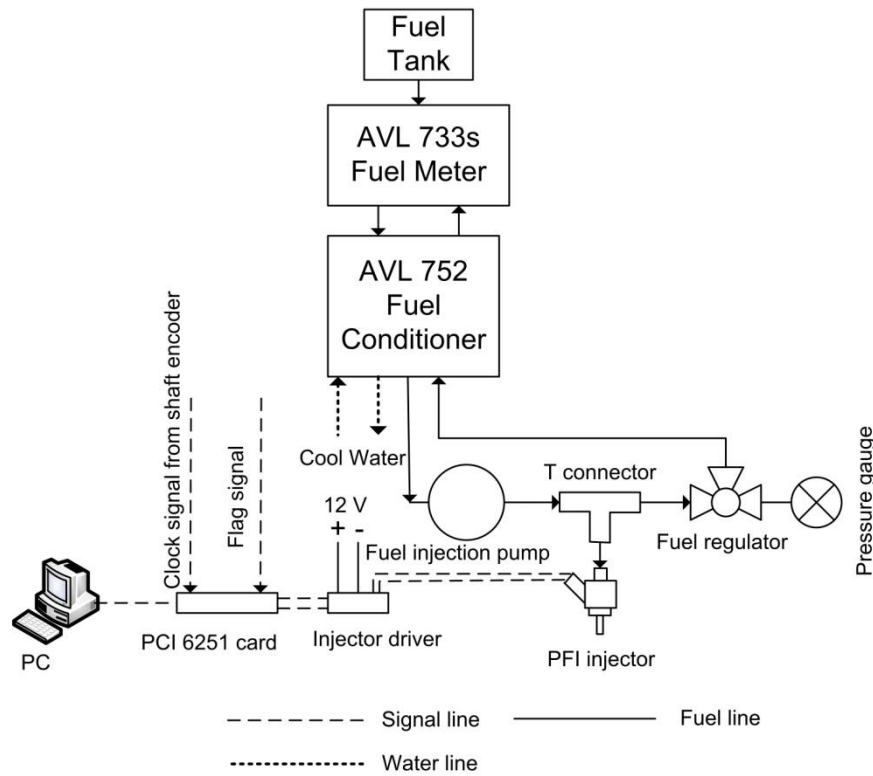 Fuel
Tank
AVL 733s
Fuel Meter
AVL 752
Fuel
Conditioner
Clock signal from shaft encoder
Flag signal
Cool Water
T connector
Pressure gauge
12 V
+ -
Fuel injection pump
Fuel regulator
PC
PCI 6251 card
Injector driver
PFI injector
Signal line
Fuel line
Water line